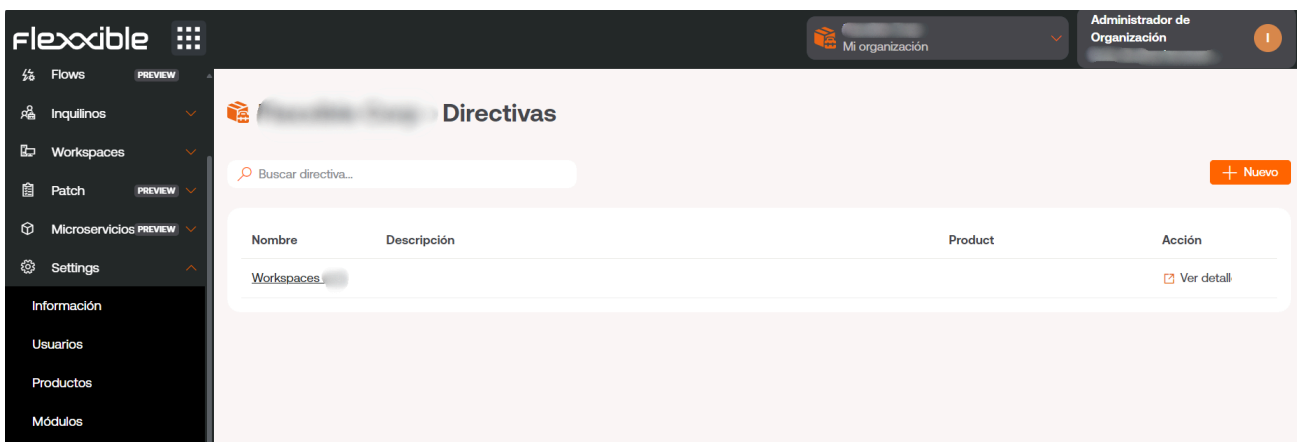 Flexxible
Mi organización
Administrador de
Organización
I
Flows PREVIEW
Inquilinos
Workspaces
Patch PREVIEW
Microservicios PREVIEW
Settings
Información
Usuarios
Productos
Módulos
Directivas
Buscar directiva...
+ Nuevo
Nombre Descripción Product Acción
Workspaces Ver detall